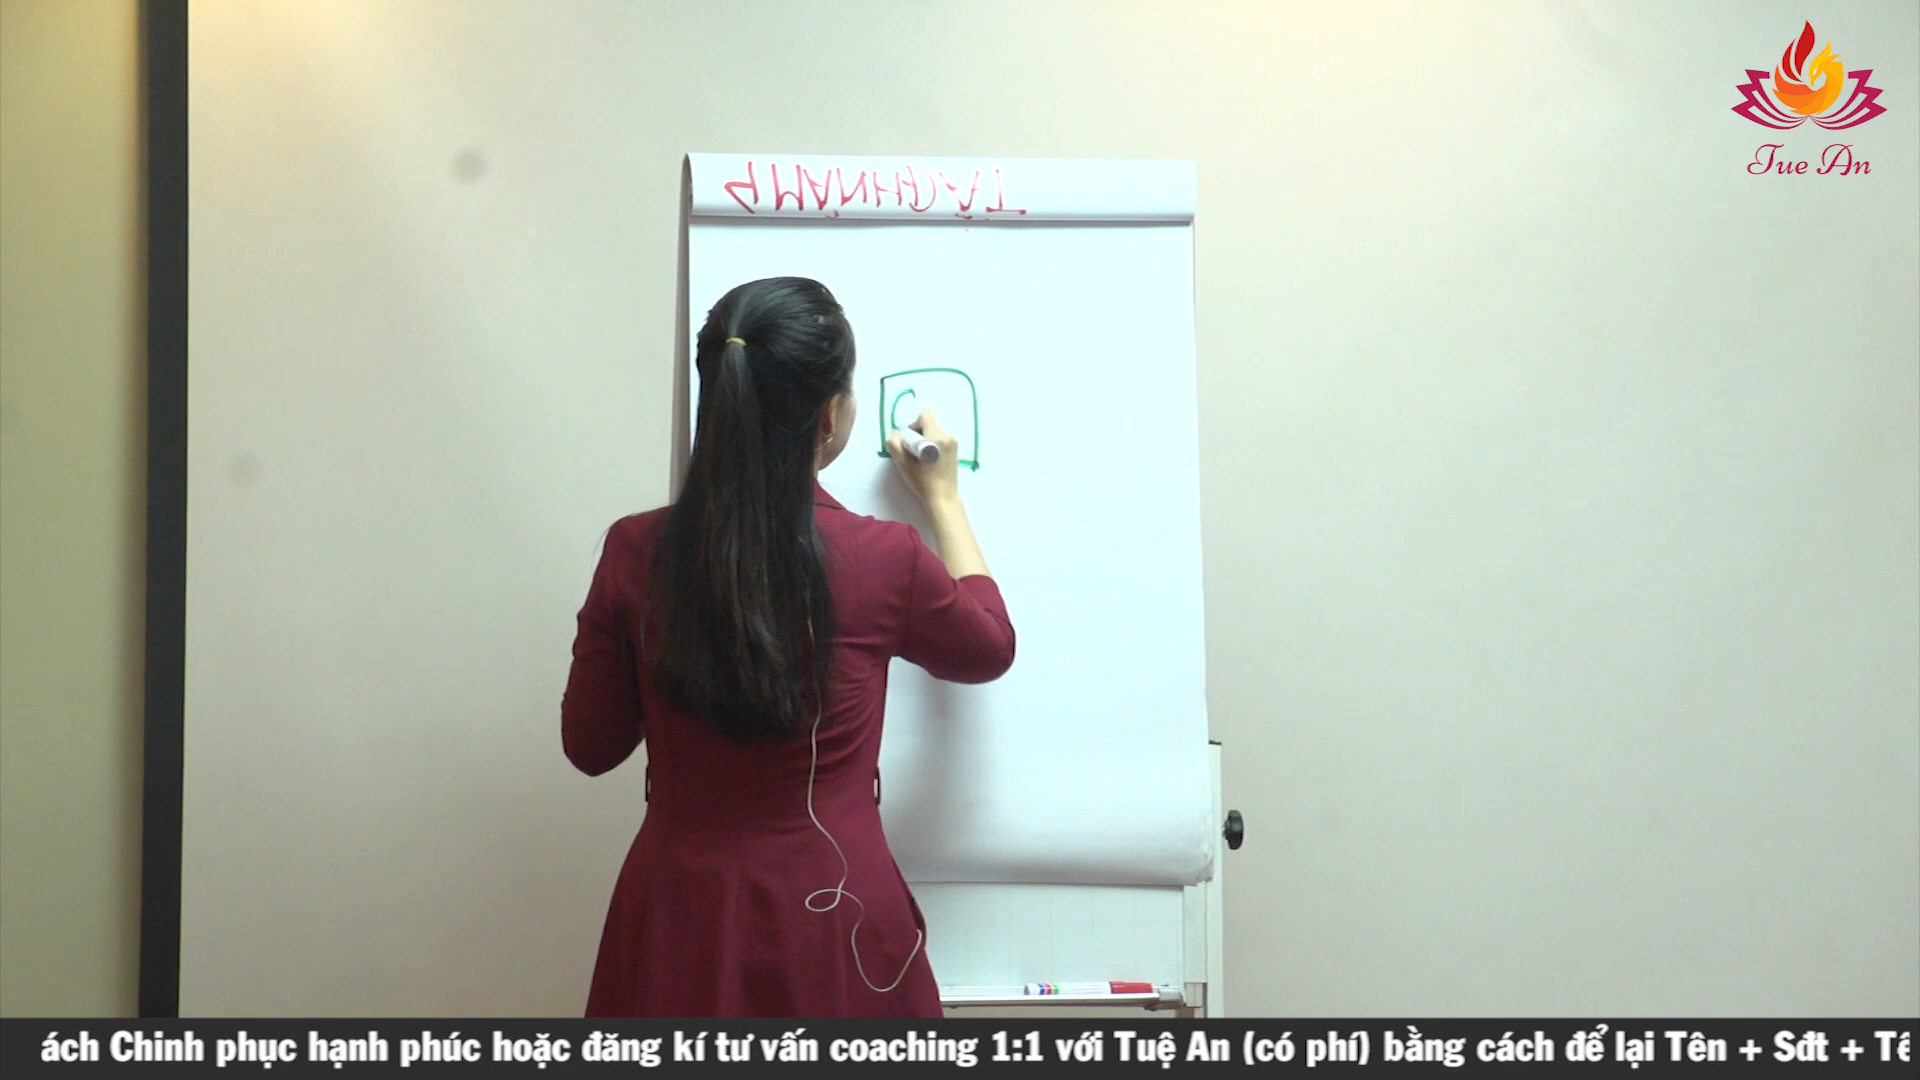 Tue An
C
ách Chinh phục hạnh phúc hoặc đăng kí tư vấn coaching 1:1 với Tuệ An (có phí) bằng cách để lại Tên + Sđt + Tê